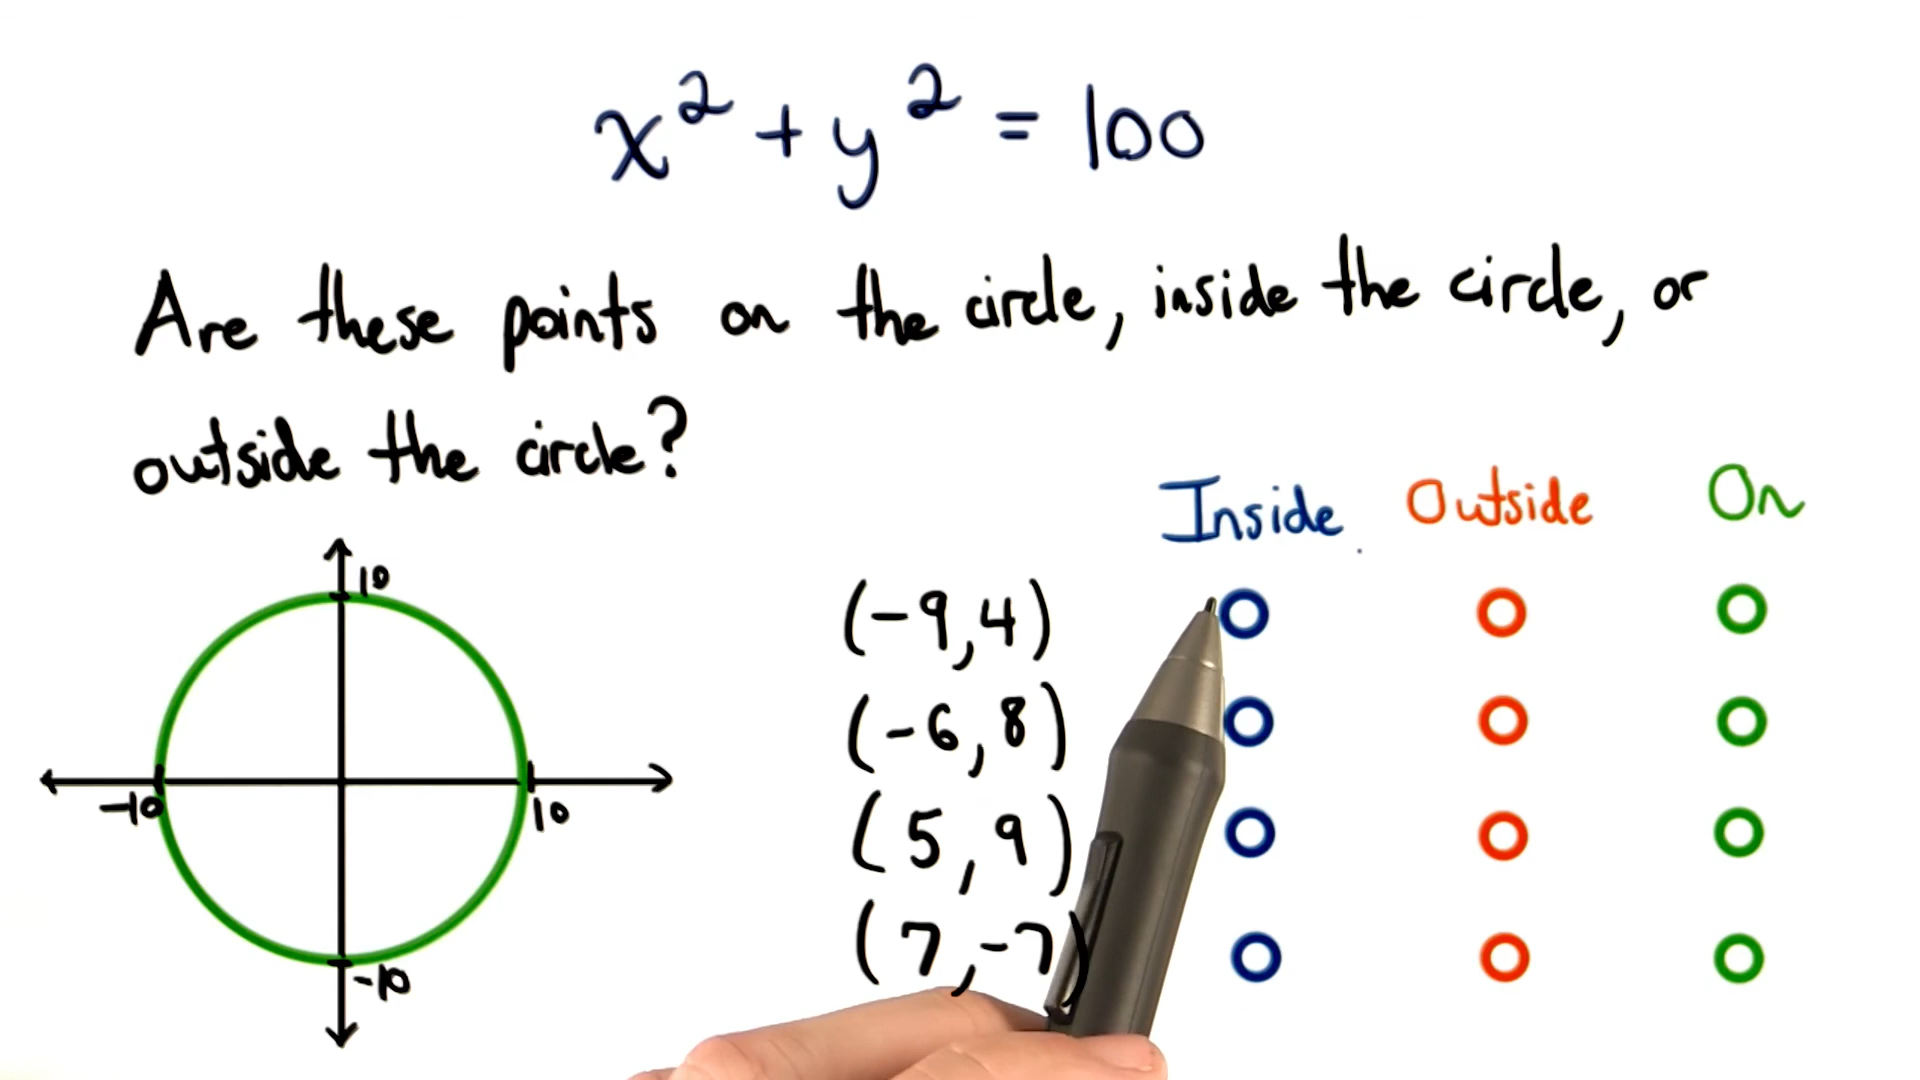 x² + y² = 100
Are these points on the circle, inside the circle, or
outside the circle?
Inside Outside On
10
-10 10
-10
(-9,4)
(-6,8)
(5,9)
(7,-7)